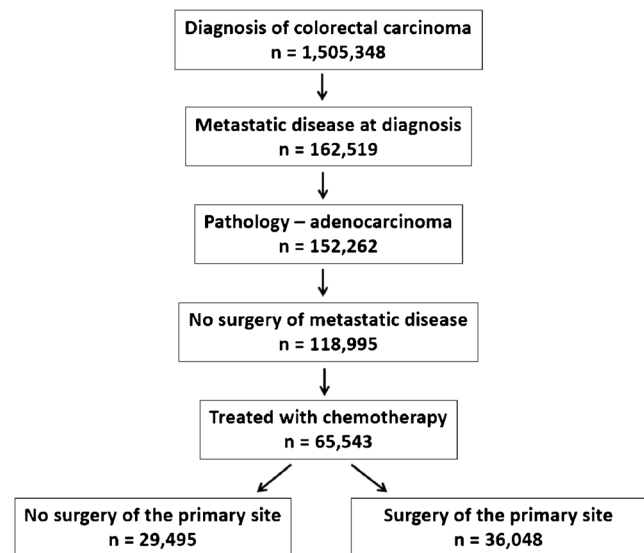 Diagnosis of colorectal carcinoma
n = 1,505,348
Metastatic disease at diagnosis
n = 162,519
Pathology – adenocarcinoma
n = 152,262
No surgery of metastatic disease
n = 118,995
Treated with chemotherapy
n = 65,543
No surgery of the primary site
n = 29,495
Surgery of the primary site
n = 36,048